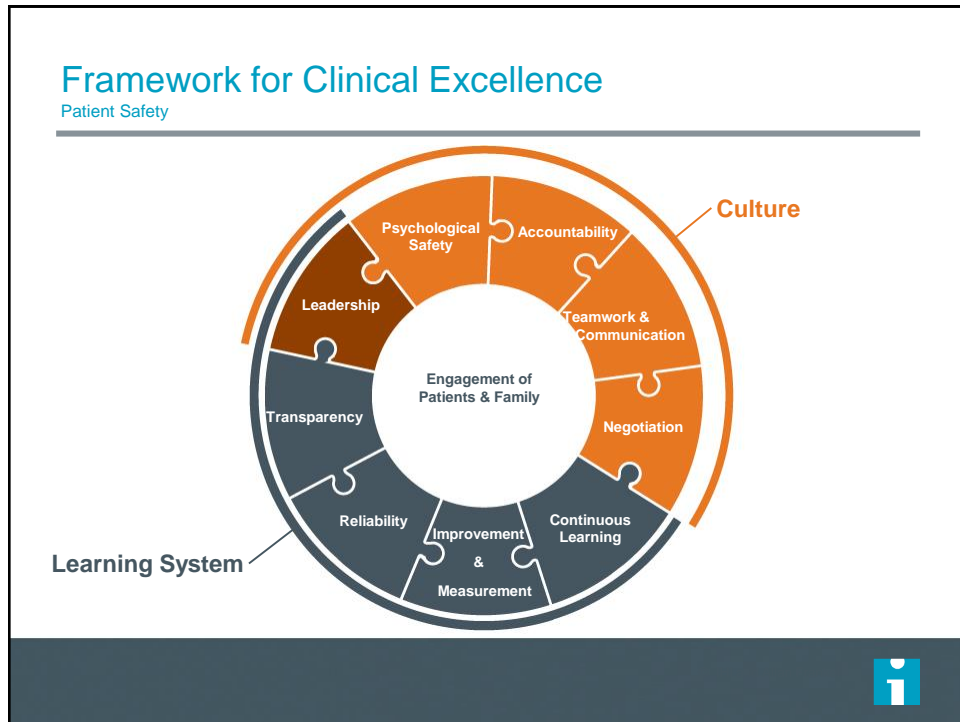 Framework for Clinical Excellence
Patient Safety
Culture
Psychological
Safety
Accountability
Leadership
Teamwork &
Communication
Engagement of
Patients & Family
Transparency
Negotiation
Reliability
Improvement
&
Measurement
Continuous
Learning
Learning System
i